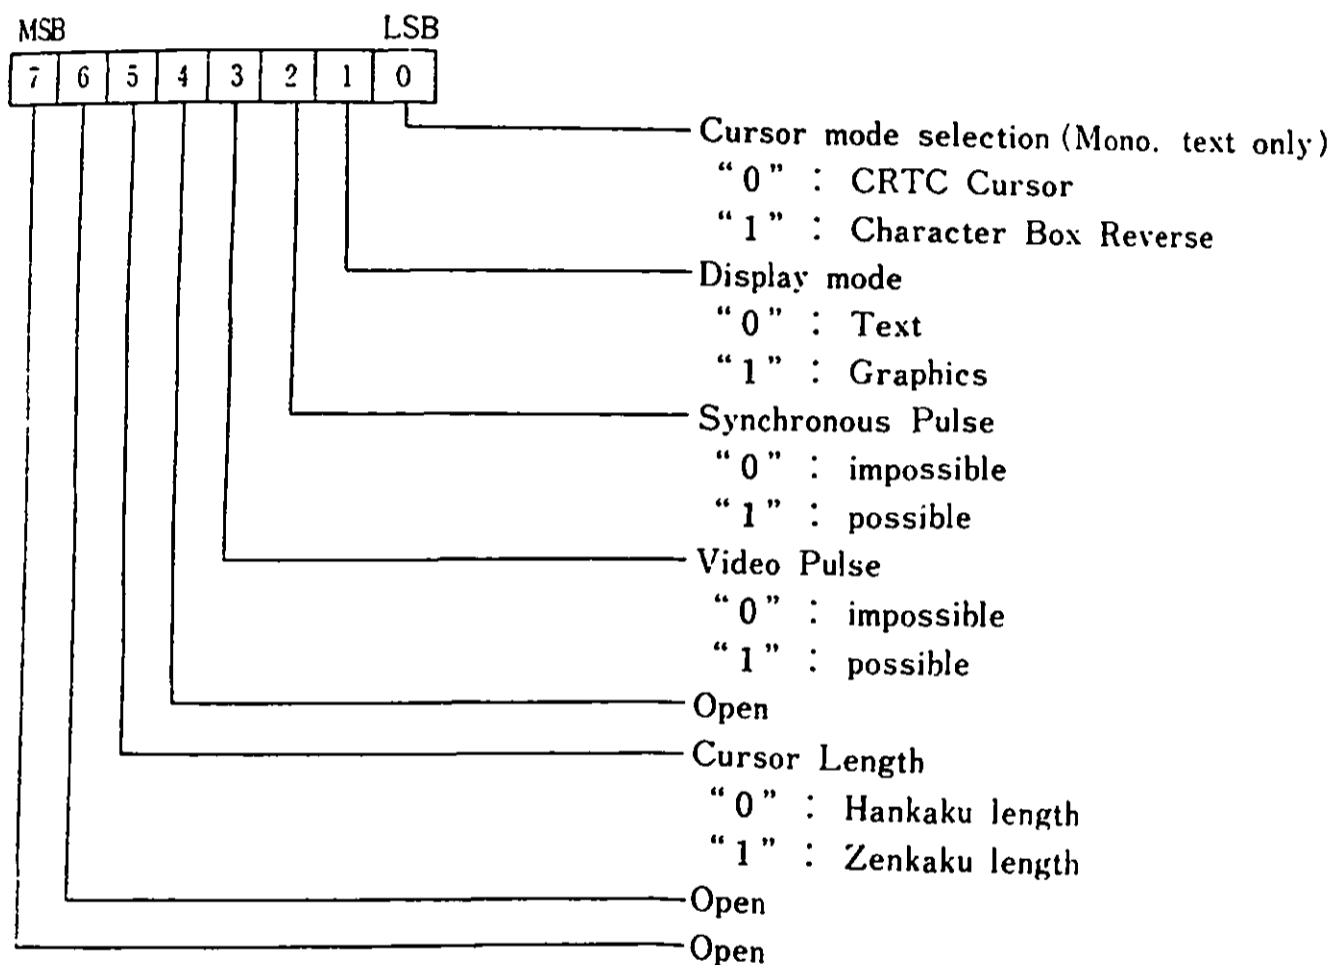 MSB LSB
7 6 5 4 3 2 1 0
Cursor mode selection (Mono. text only)
“0” : CRTC Cursor
“1” : Character Box Reverse
Display mode
“0” : Text
“1” : Graphics
Synchronous Pulse
“0” : impossible
“1” : possible
Video Pulse
“0” : impossible
“1” : possible
Open
Cursor Length
“0” : Hankaku length
“1” : Zenkaku length
Open
Open